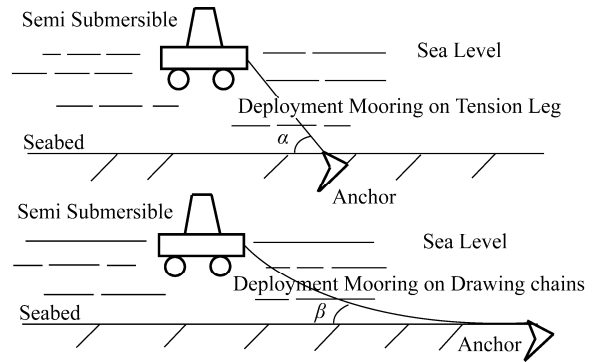 Semi Submersible
Sea Level
Deployment Mooring on Tension Leg
Seabed
α
Anchor
Semi Submersible
Sea Level
Deployment Mooring on Drawing chains
Seabed
β
Anchor